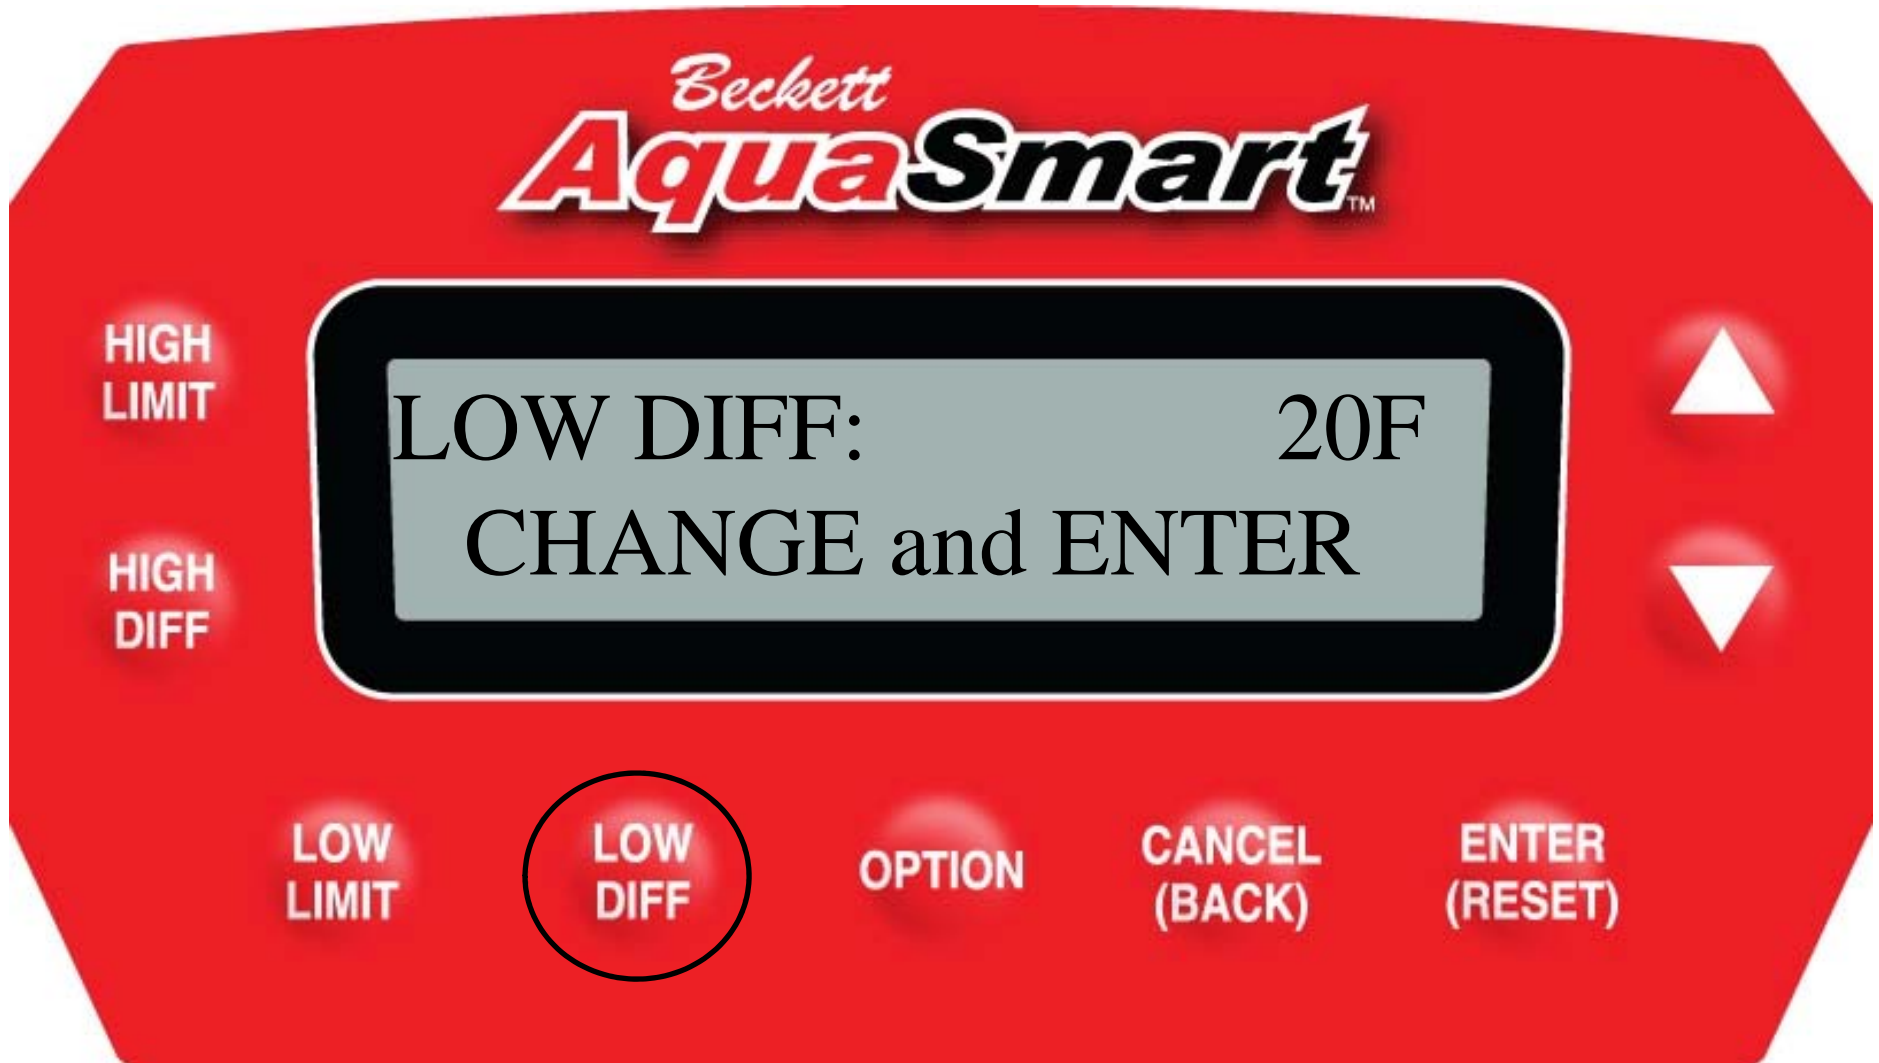 Beckett
AquaSmart™
HIGH
LIMIT
LOW DIFF: 20F
CHANGE and ENTER
HIGH
DIFF
LOW
LIMIT
LOW
DIFF
OPTION
CANCEL
(BACK)
ENTER
(RESET)